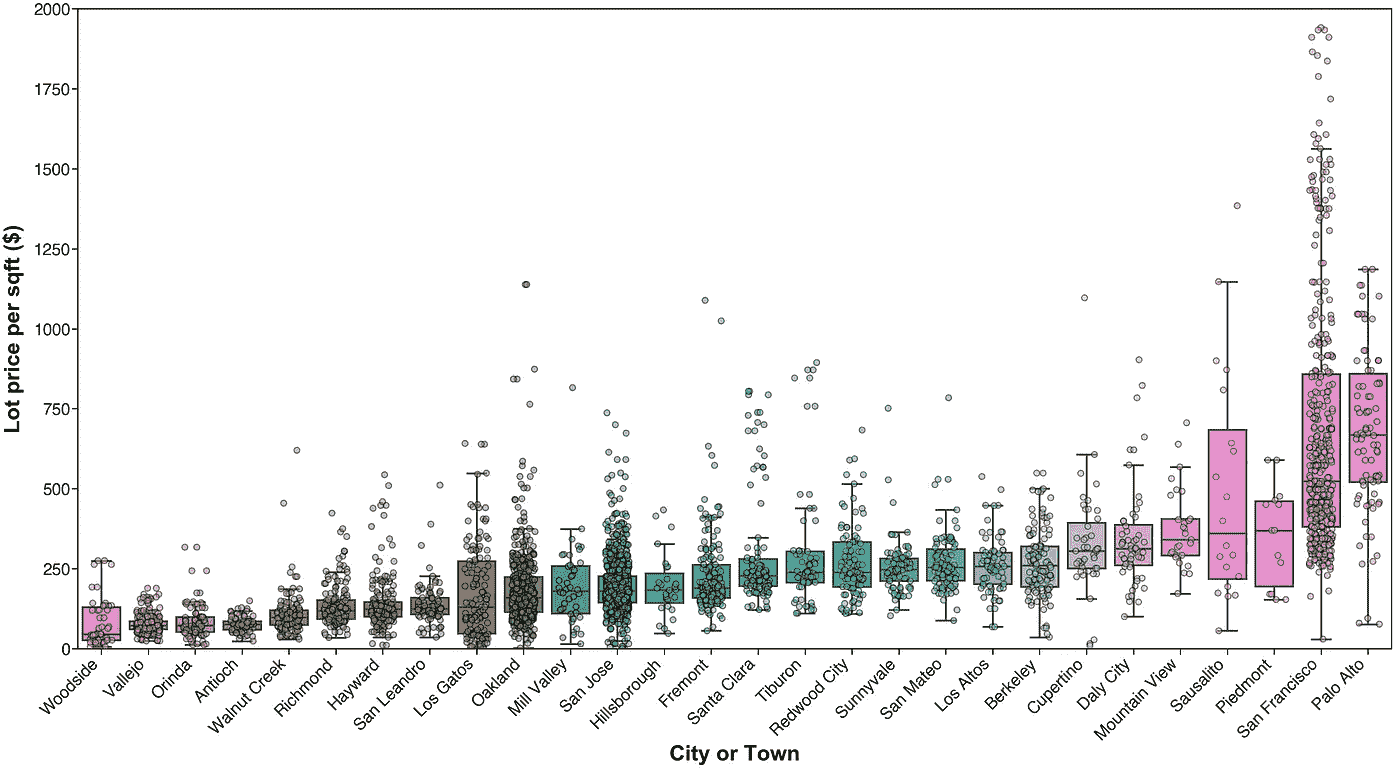 Lot price per sqft ($)
2000
1750
1500
1250
1000
750
500
250
0
Woodside
Vallejo
Orinda
Antioch
Walnut Creek
Richmond
Hayward
San Leandro
Los Gatos
Oakland
Mill Valley
San Jose
Hillsborough
Fremont
Santa Clara
Tiburon
Redwood City
Sunnyvale
San Mateo
Los Altos
Berkeley
Cupertino
Daly City
Mountain View
Sausalito
Piedmont
San Francisco
Palo Alto
City or Town